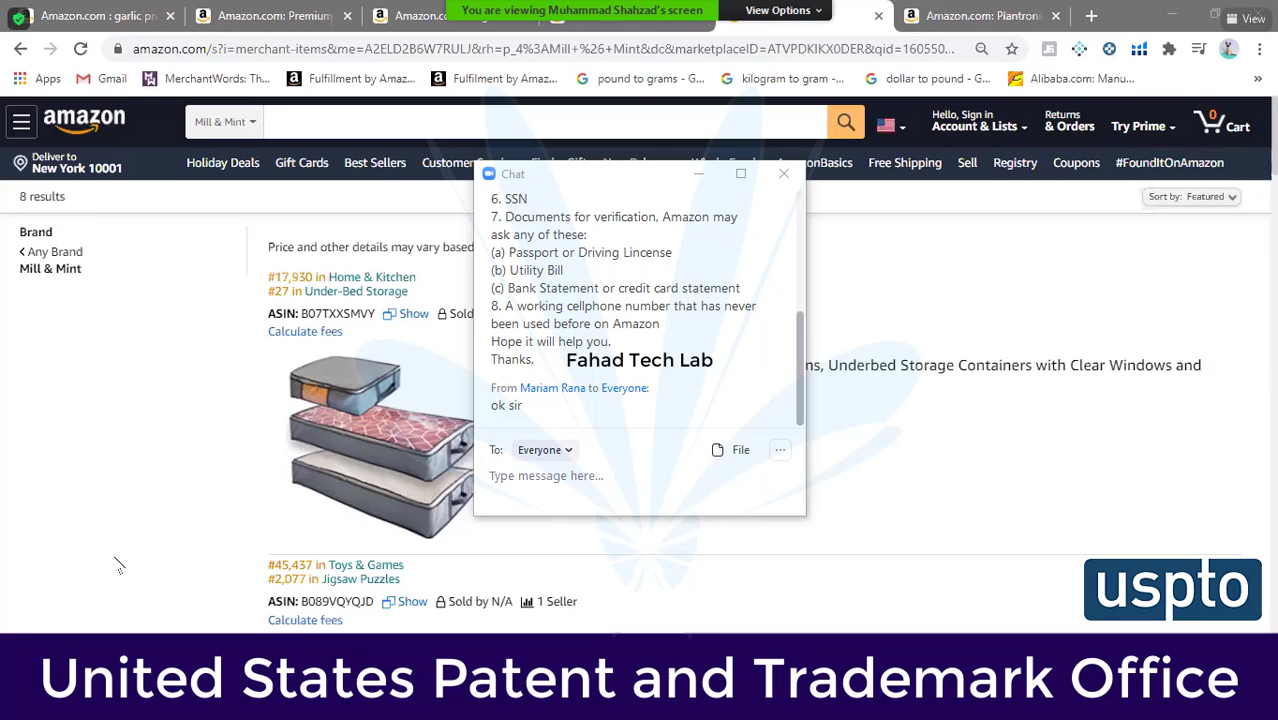 Amazon.com : garlic pr
Amazon.com: Premium
Amazon.com
You are viewing Muhammad Shahzad's screen
View Options
Amazon.com: Plantroni
View
amazon.com/s?i=merchant-items&me=A2ELD2B6W7RULJ&rh=p_4%3AMill+%26+Mint&dc&marketplaceID=ATVPDKIKX0DER&qid=160550...
Apps
Gmail
MerchantWords: Th...
Fulfillment by Amaz...
Fulfilment by Amaz...
pound to grams - G...
kilogram to gram -...
dollar to pound - G...
Alibaba.com: Manu...
»
amazon
Mill & Mint
Hello, Sign in
Account & Lists
Returns
& Orders
Try Prime
0
Cart
Deliver to
New York 10001
Holiday Deals
Gift Cards
Best Sellers
Custome
AmazonBasics
Free Shipping
Sell
Registry
Coupons
#FoundItOnAmazon
8 results
Sort by: Featured
Brand
Any Brand
Mill & Mint
Price and other details may vary based
#17,930 in Home & Kitchen
#27 in Under-Bed Storage
ASIN: B07TXXSMVY Show Sold
Calculate fees
ns, Underbed Storage Containers with Clear Windows and
#45,437 in Toys & Games
#2,077 in Jigsaw Puzzles
ASIN: B089VQYQJD Show Sold by N/A 1 Seller
Calculate fees
Chat
6. SSN
7. Documents for verification, Amazon may
ask any of these:
(a) Passport or Driving Lincense
(b) Utility Bill
(c) Bank Statement or credit card statement
8. A working cellphone number that has never
been used before on Amazon
Hope it will help you.
Thanks,
Fahad Tech Lab
From Mariam Rana to Everyone:
ok sir
To: Everyone
File
...
Type message here...
uspto
United States Patent and Trademark Office